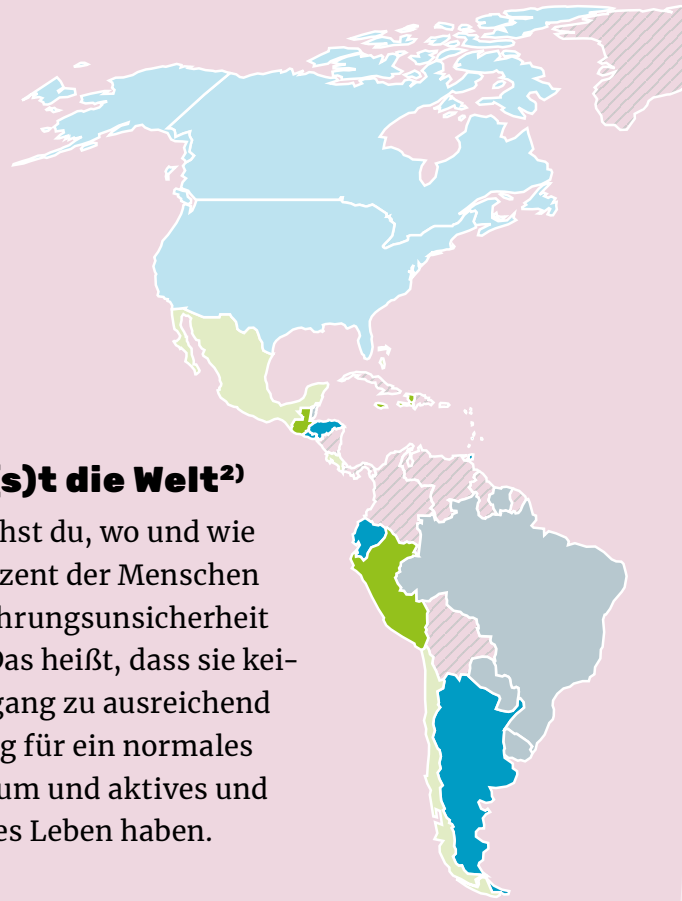 (s)t die Welt²⁾
hst du, wo und wie
zent der Menschen
hrungsunsicherheit
Das heißt, dass sie kei-
gang zu ausreichend
g für ein normales
um und aktives und
es Leben haben.